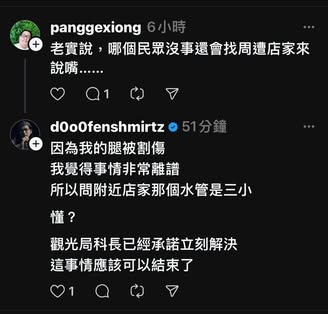 panggexiong 6小時
老實說，哪個民眾沒事還會找周遭店家來
說嘴......
1
d0o0fenshmirtz 51分鐘
因為我的腿被割傷
我覺得事情非常離譜
所以問附近店家那個水管是三小
懂？
觀光局科長已經承諾立刻解決
這事情應該可以結束了
1